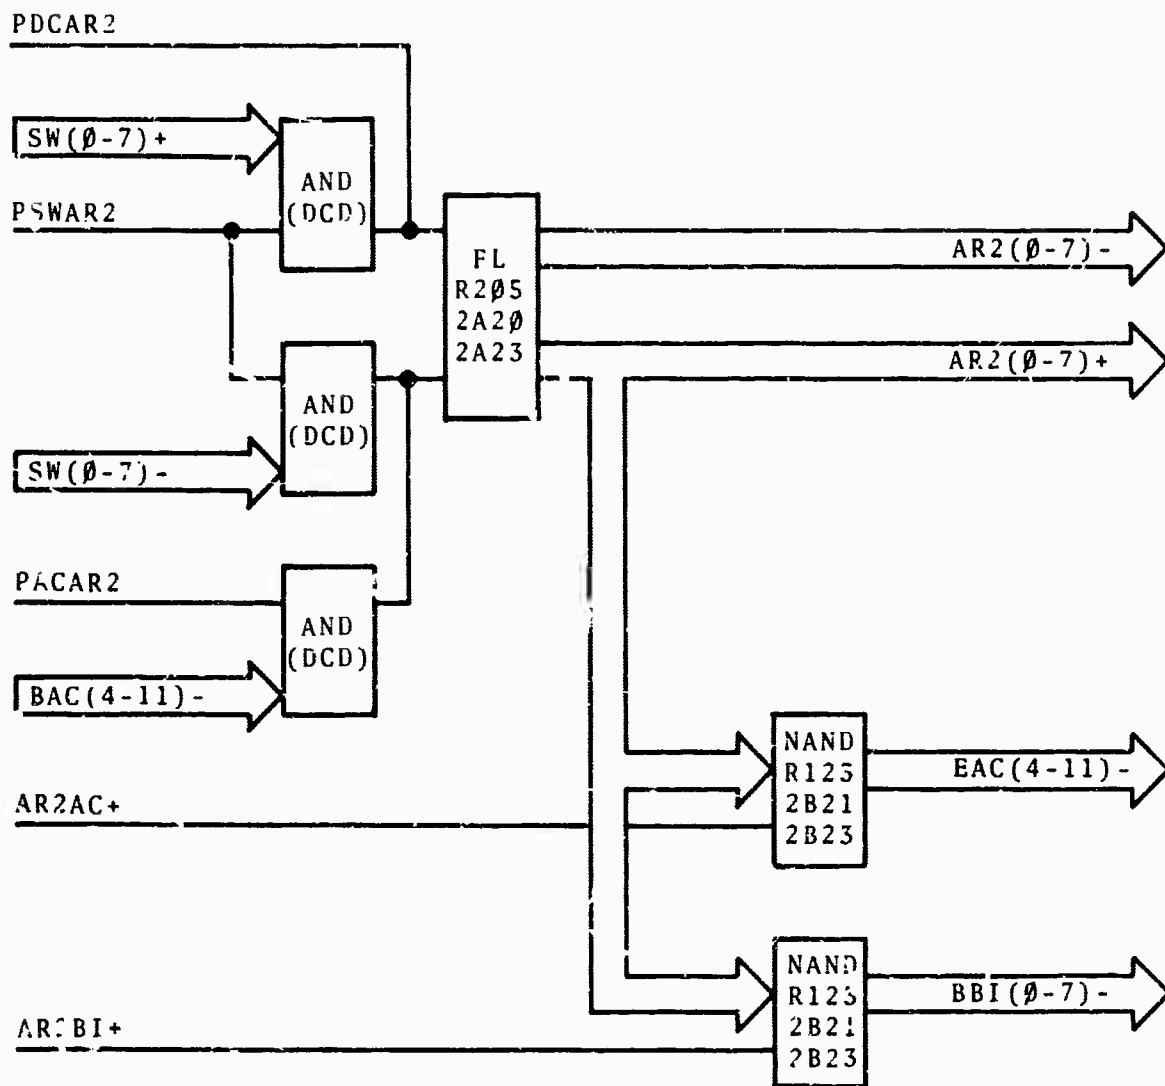 PDCAR2
SW(Ø-7)+
AND
(DCD)
PSWAR2
FL
R2Ø5
2A2Ø
2A23
AR2(Ø-7)-
AR2(Ø-7)+
AND
(DCD)
SW(Ø-7)-
PACAR2
AND
(DCD)
BAC(4-11)-
NAND
R123
2B21
2B23
EAC(4-11)-
AR2AC+
NAND
R123
2B21
2B23
BBI(Ø-7)-
AR2BI+